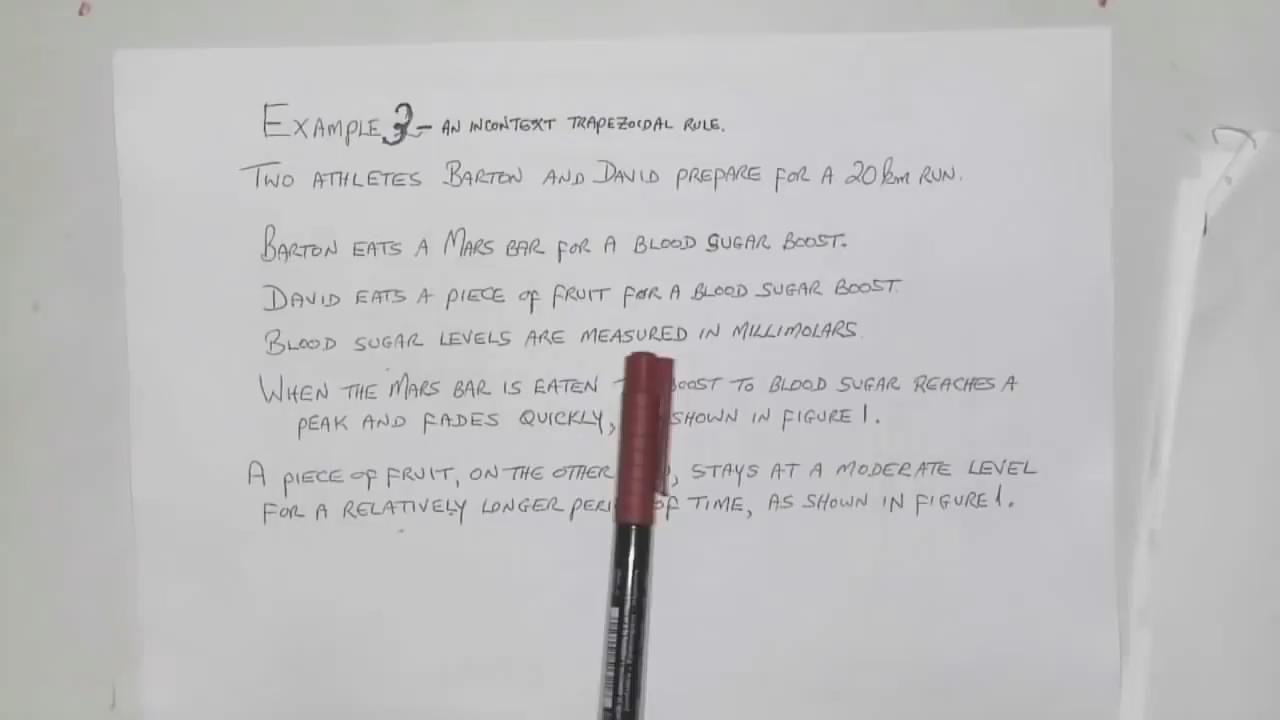 EXAMPLE 3 - AN INCONTEXT TRAPEZOIDAL RULE.
TWO ATHLETES BARTON AND DAVID PREPARE FOR A 20km RUN.
BARTON EATS A MARS BAR FOR A BLOOD SUGAR BOOST.
DAVID EATS A PIECE OF FRUIT FOR A BLOOD SUGAR BOOST.
BLOOD SUGAR LEVELS ARE MEASURED IN MILLIMOLARS.
WHEN THE MARS BAR IS EATEN BOOST TO BLOOD SUGAR REACHES A
PEAK AND FADES QUICKLY, SHOWN IN FIGURE 1.
A PIECE OF FRUIT, ON THE OTHER , STAYS AT A MODERATE LEVEL
FOR A RELATIVELY LONGER OF TIME, AS SHOWN IN FIGURE 1.